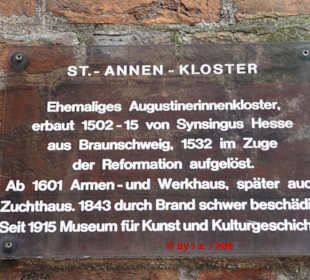 ST.-ANNEN-KLOSTER
Ehemaliges Augustinerinnenkloster,
erbaut 1502-15 von Synsingus Hesse
aus Braunschweig, 1532 im Zuge
der Reformation aufgelöst.
Ab 1601 Armen-und Werkhaus, später auc
Zuchthaus. 1843 durch Brand schwer beschädi
Seit 1915 Museum für Kunst und Kulturgeschich
© by